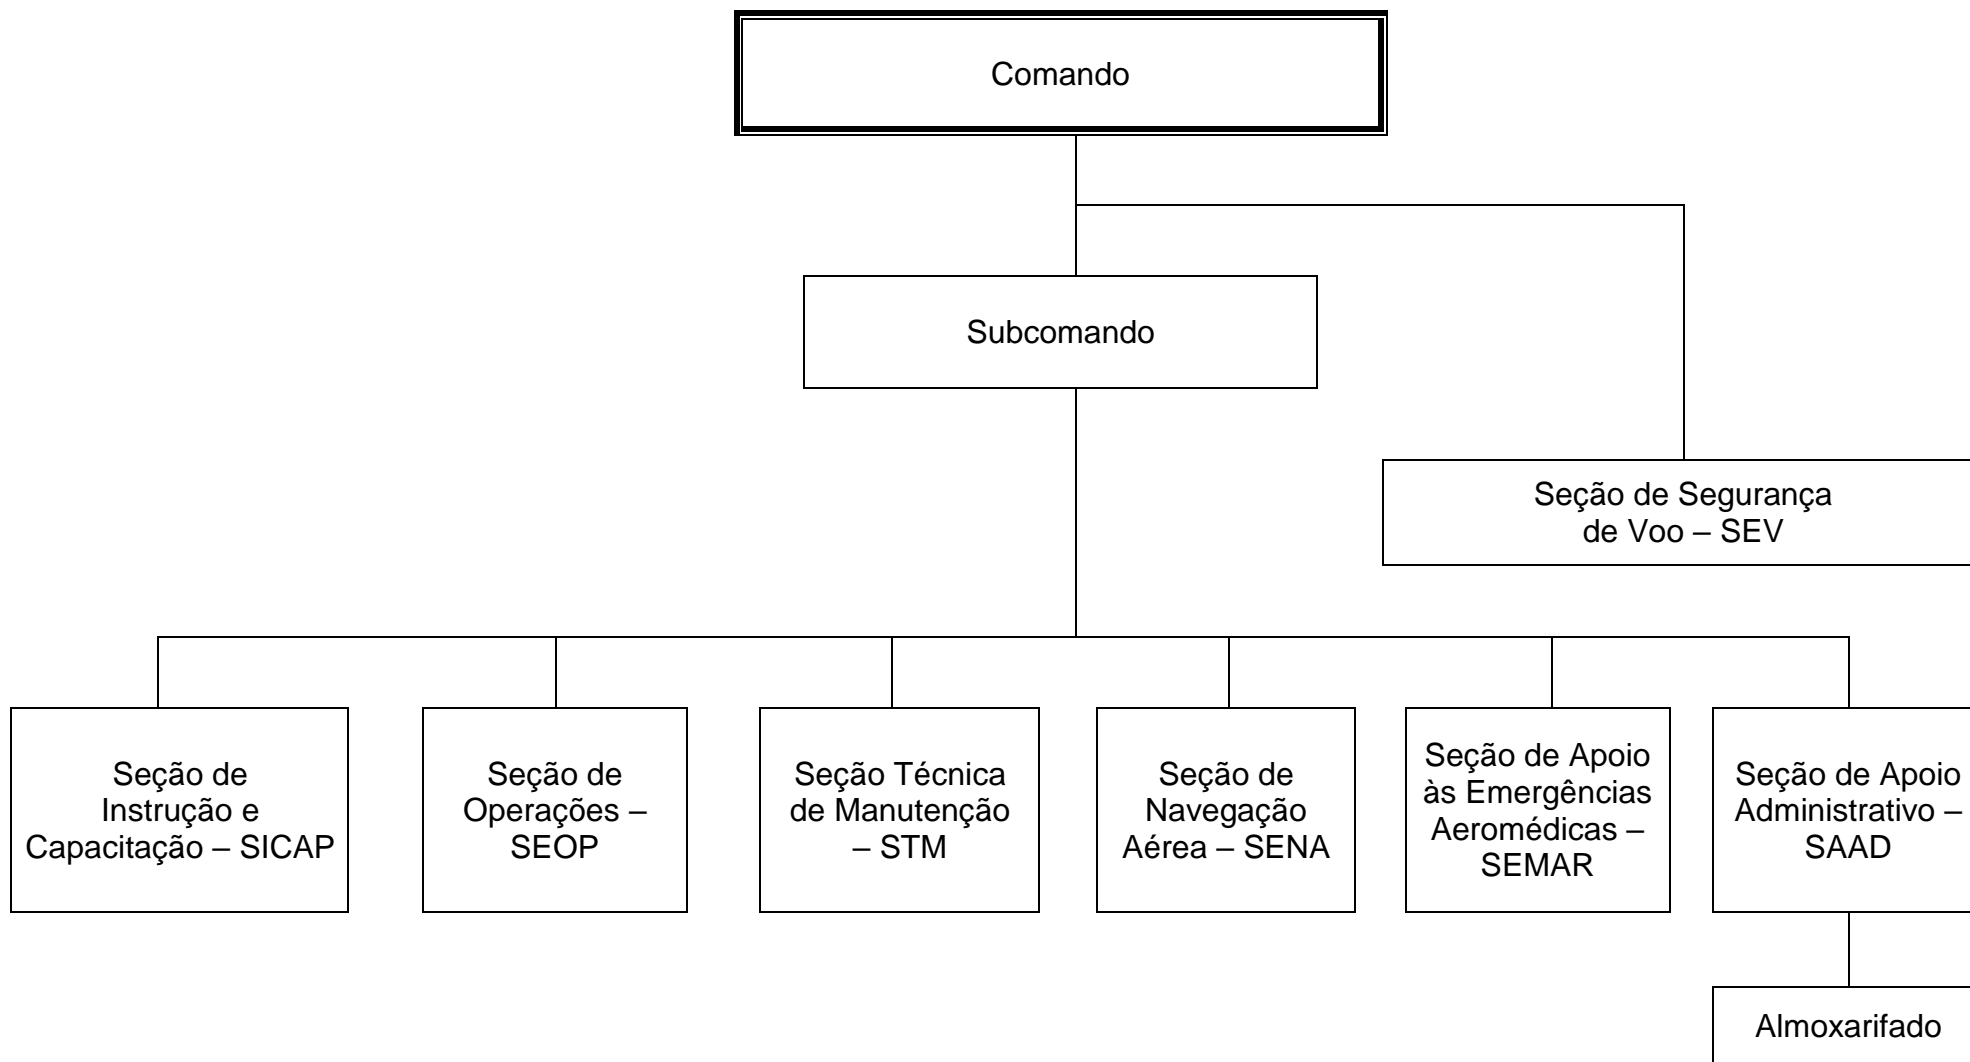 Comando
Subcomando
Seção de Segurança
de Voo – SEV
Seção de
Instrução e
Capacitação – SICAP
Seção de
Operações –
SEOP
Seção Técnica
de Manutenção
– STM
Seção de
Navegação
Aérea – SENA
Seção de Apoio
às Emergências
Aeromédicas –
SEMAR
Seção de Apoio
Administrativo –
SAAD
Almoxarifado